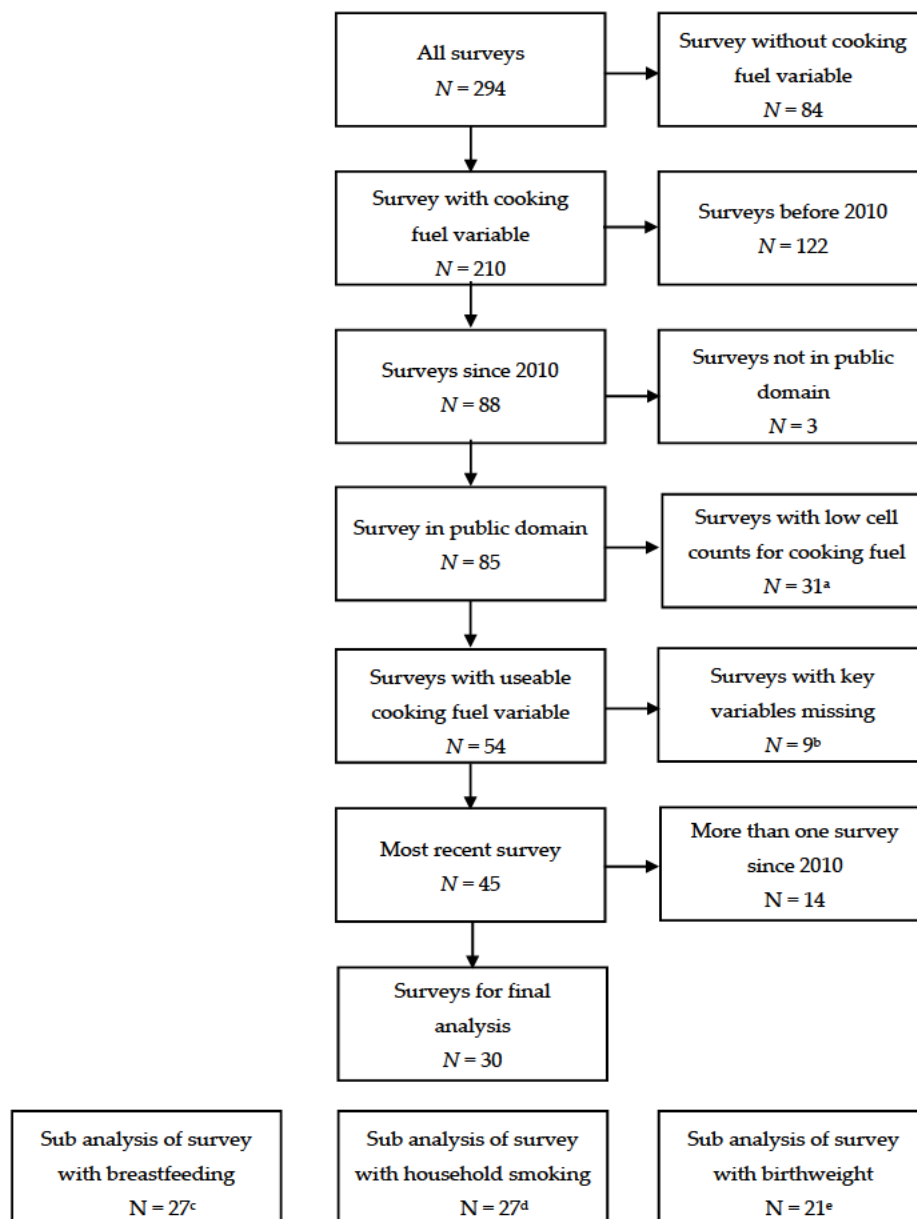 All surveys
N = 294
Survey without cooking
fuel variable
N = 84
Survey with cooking
fuel variable
N = 210
Surveys before 2010
N = 122
Surveys since 2010
N = 88
Surveys not in public
domain
N = 3
Survey in public domain
N = 85
Surveys with low cell
counts for cooking fuel
N = 31ᵃ
Surveys with useable
cooking fuel variable
N = 54
Surveys with key
variables missing
N = 9ᵇ
Most recent survey
N = 45
More than one survey
since 2010
N = 14
Surveys for final
analysis
N = 30
Sub analysis of survey
with breastfeeding
N = 27ᶜ
Sub analysis of survey
with household smoking
N = 27ᵈ
Sub analysis of survey
with birthweight
N = 21ᵉ